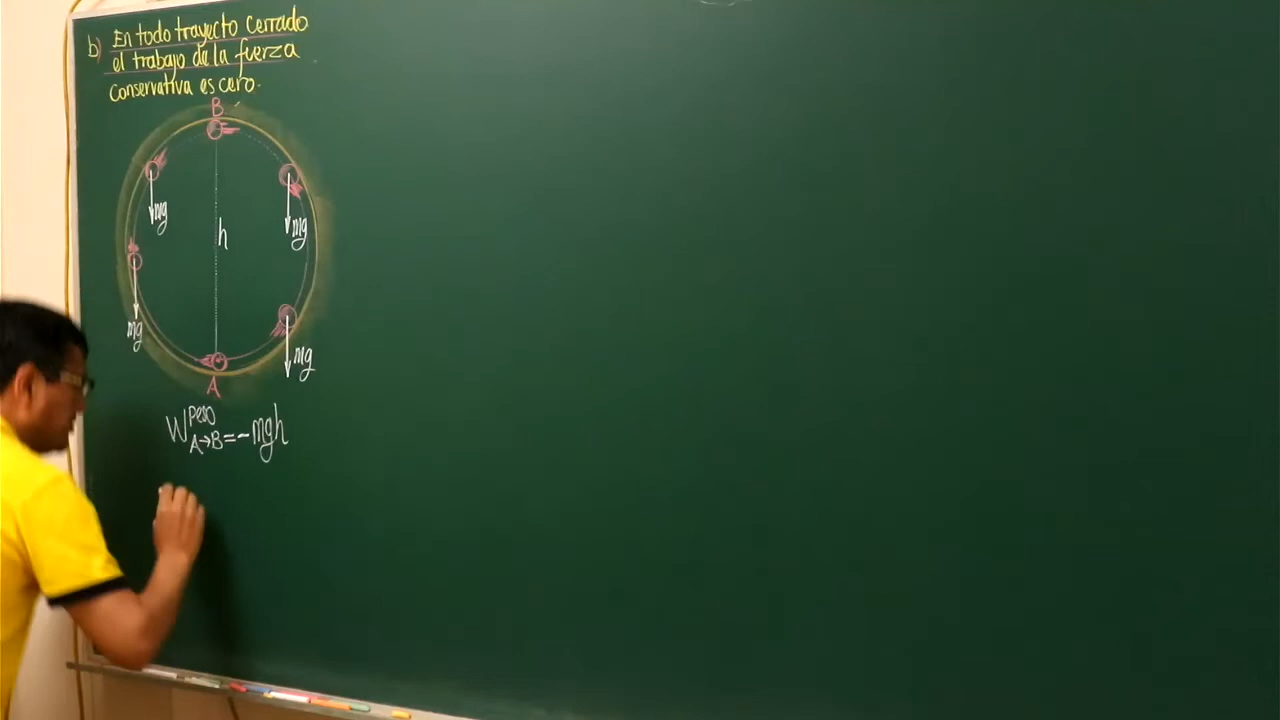 b) En todo trayecto cerrado
el trabajo de la fuerza
conservativa es cero.
B
mg
mg
h
mg
mg
A
W Peso A→B = -mgh